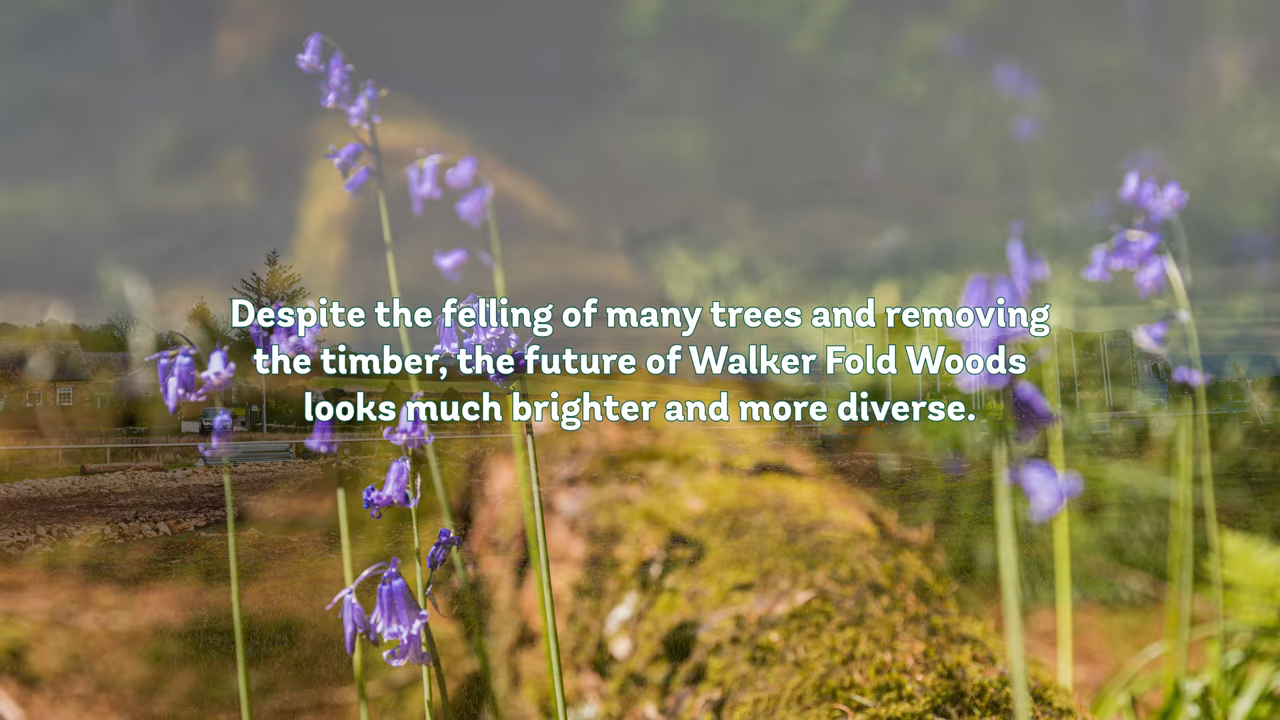 Despite the felling of many trees and removing
the timber, the future of Walker Fold Woods
looks much brighter and more diverse.